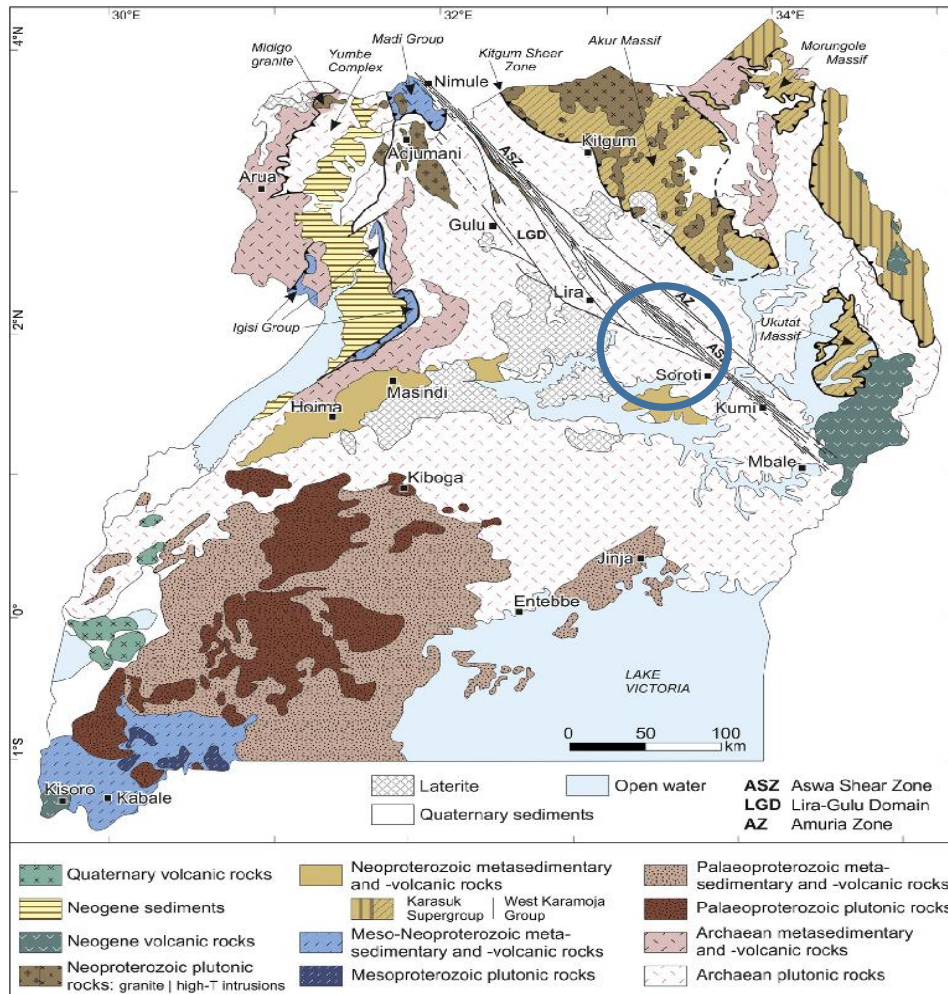 30°E
32°E
34°E
4°N
2°N
0°
1°S
Midigo
granite
Yumbe
Complex
Madi Group
Kitgum Shear
Zone
Akur Massif
Morungole
Massif
Nimule
Adjumani
ASZ
Kitgum
Arua
Gulu
LGD
Lira
AZ
Igisi Group
Ukutat
Massif
AS
Soroti
Kumi
Masindi
Hoima
Mbale
Kiboga
Jinja
Entebbe
LAKE
VICTORIA
0 50 100
km
Kisoro
Kabale
Laterite
Quaternary sediments
Open water
ASZ Aswa Shear Zone
LGD Lira-Gulu Domain
AZ Amuria Zone
Quaternary volcanic rocks
Neogene sediments
Neogene volcanic rocks
Neoproterozoic plutonic
rocks: granite | high-T intrusions
Neoproterozoic metasedimentary
and -volcanic rocks
Karasuk
Supergroup
West Karamoja
Group
Meso-Neoproterozoic meta-
sedimentary and -volcanic rocks
Mesoproterozoic plutonic rocks
Palaeoproterozoic meta-
sedimentary and -volcanic rocks
Palaeoproterozoic plutonic rocks
Archaean metasedimentary
and -volcanic rocks
Archaean plutonic rocks